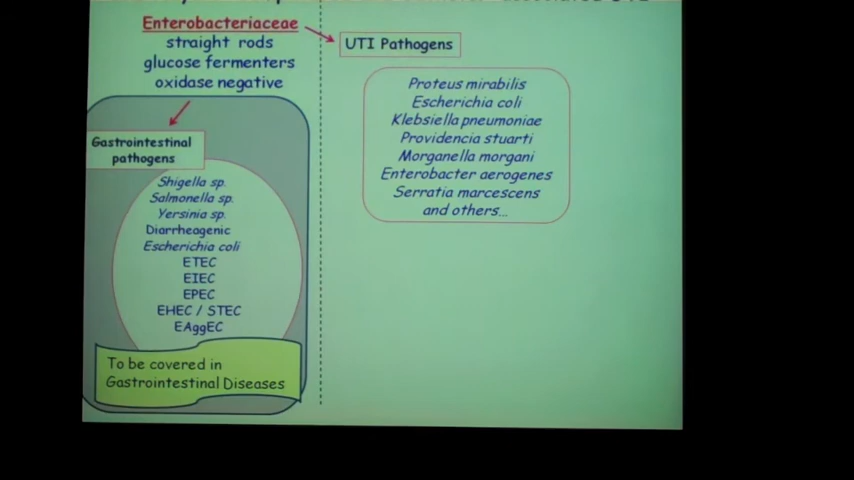 Enterobacteriaceae
straight rods
glucose fermenters
oxidase negative
Gastrointestinal
pathogens
Shigella sp.
Salmonella sp.
Yersinia sp.
Diarrheagenic
Escherichia coli
ETEC
EIEC
EPEC
EHEC / STEC
EAggEC
To be covered in
Gastrointestinal Diseases
UTI Pathogens
Proteus mirabilis
Escherichia coli
Klebsiella pneumoniae
Providencia stuarti
Morganella morgani
Enterobacter aerogenes
Serratia marcescens
and others...